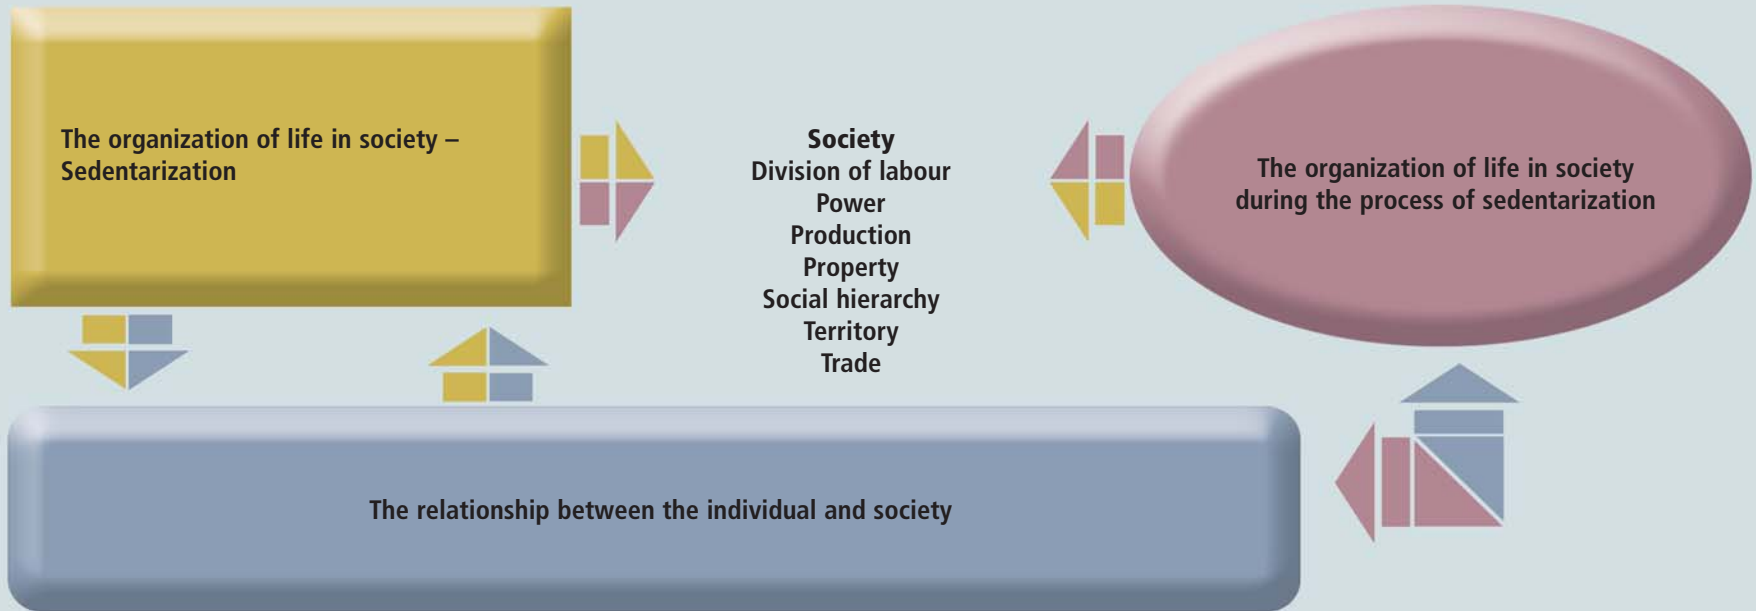 The organization of life in society –
Sedentarization
Society
Division of labour
Power
Production
Property
Social hierarchy
Territory
Trade
The organization of life in society
during the process of sedentarization
The relationship between the individual and society